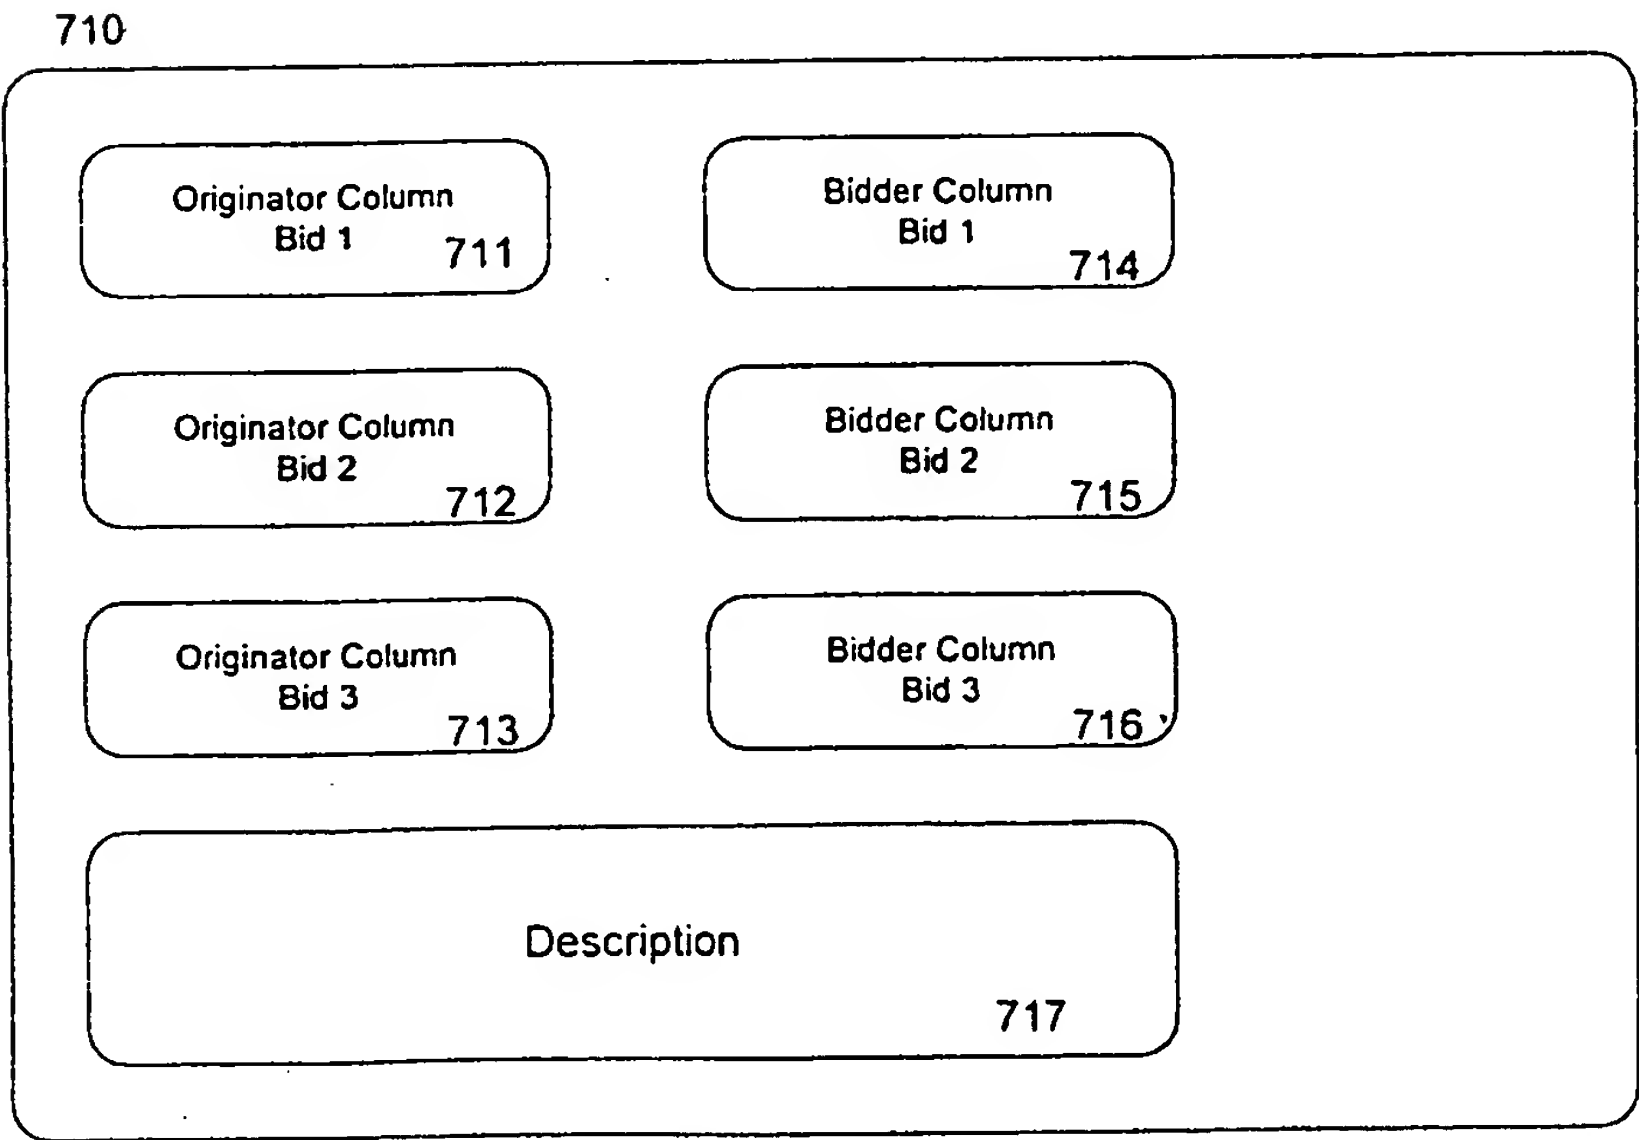 710
Originator Column
Bid 1
711
Bidder Column
Bid 1
714
Originator Column
Bid 2
712
Bidder Column
Bid 2
715
Originator Column
Bid 3
713
Bidder Column
Bid 3
716
Description
717